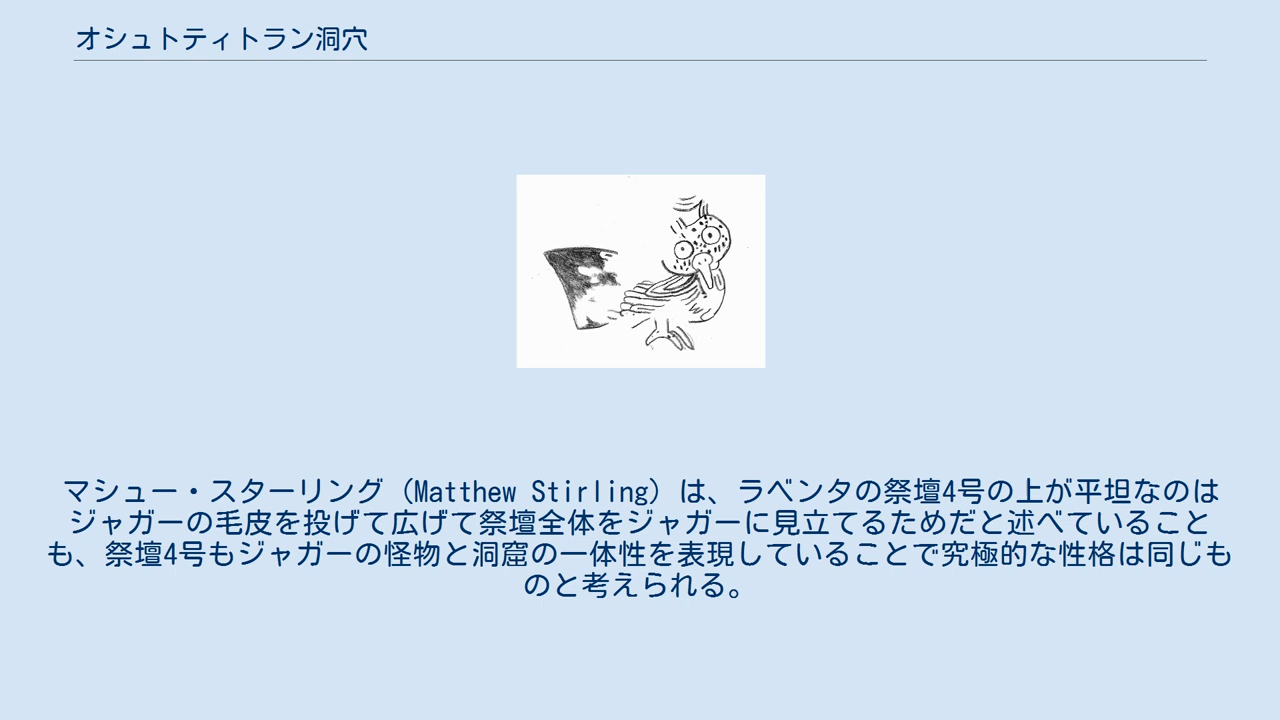 オシュトティトラン洞穴
マシュー・スターリング（Matthew Stirling）は、ラベンタの祭壇4号の上が平坦なのは
ジャガーの毛皮を投げて広げて祭壇全体をジャガーに見立てるためだと述べていること
も、祭壇4号もジャガーの怪物と洞窟の一体性を表現していることで究極的な性格は同じも
のと考えられる。